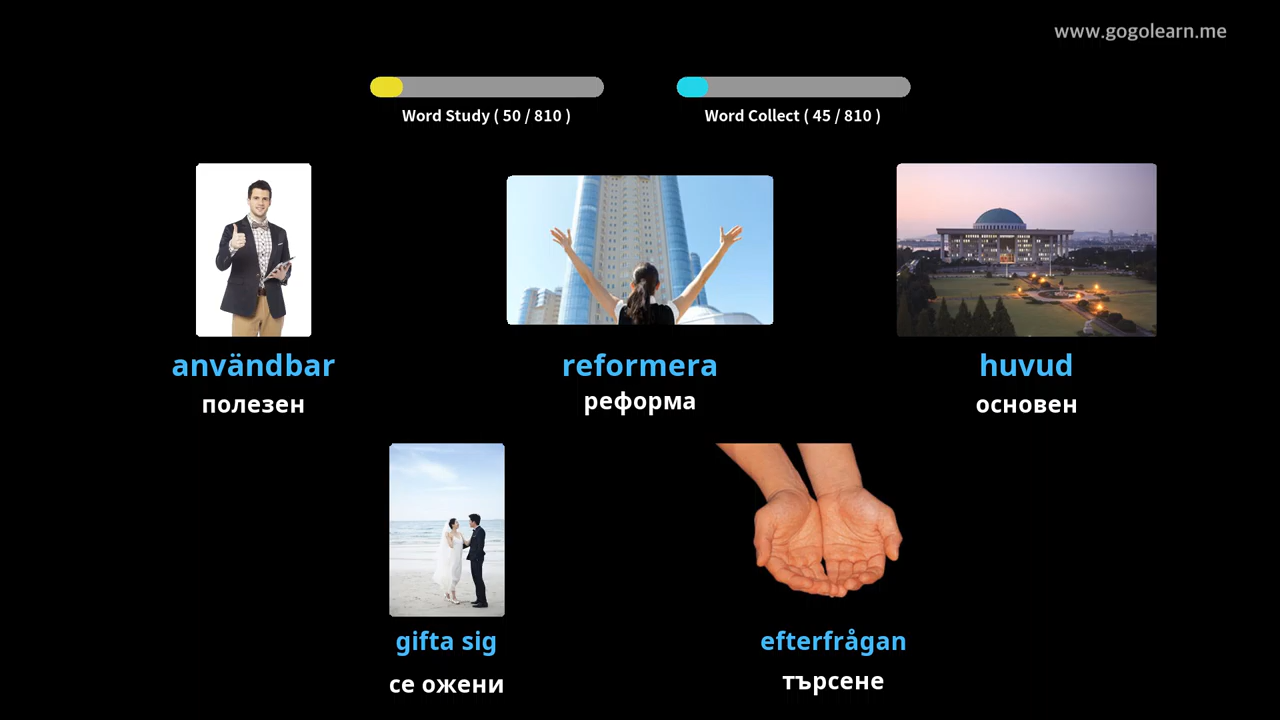 www.gogolearn.me
Word Study ( 50 / 810 )
Word Collect ( 45 / 810 )
användbar
reformera
huvud
полезен
реформа
основен
gifta sig
efterfrågan
се ожени
търсене